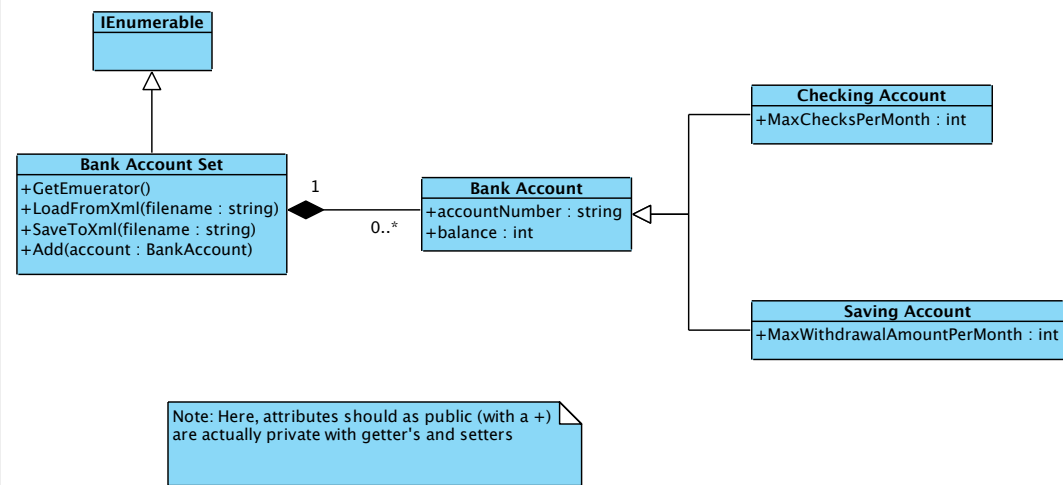 IEnumerable
Bank Account Set
+GetEmuerator()
+LoadFromXml(filename : string)
+SaveToXml(filename : string)
+Add(account : BankAccount)
1
0..*
Bank Account
+accountNumber : string
+balance : int
Checking Account
+MaxChecksPerMonth : int
Saving Account
+MaxWithdrawalAmountPerMonth : int
Note: Here, attributes should as public (with a +)
are actually private with getter's and setters